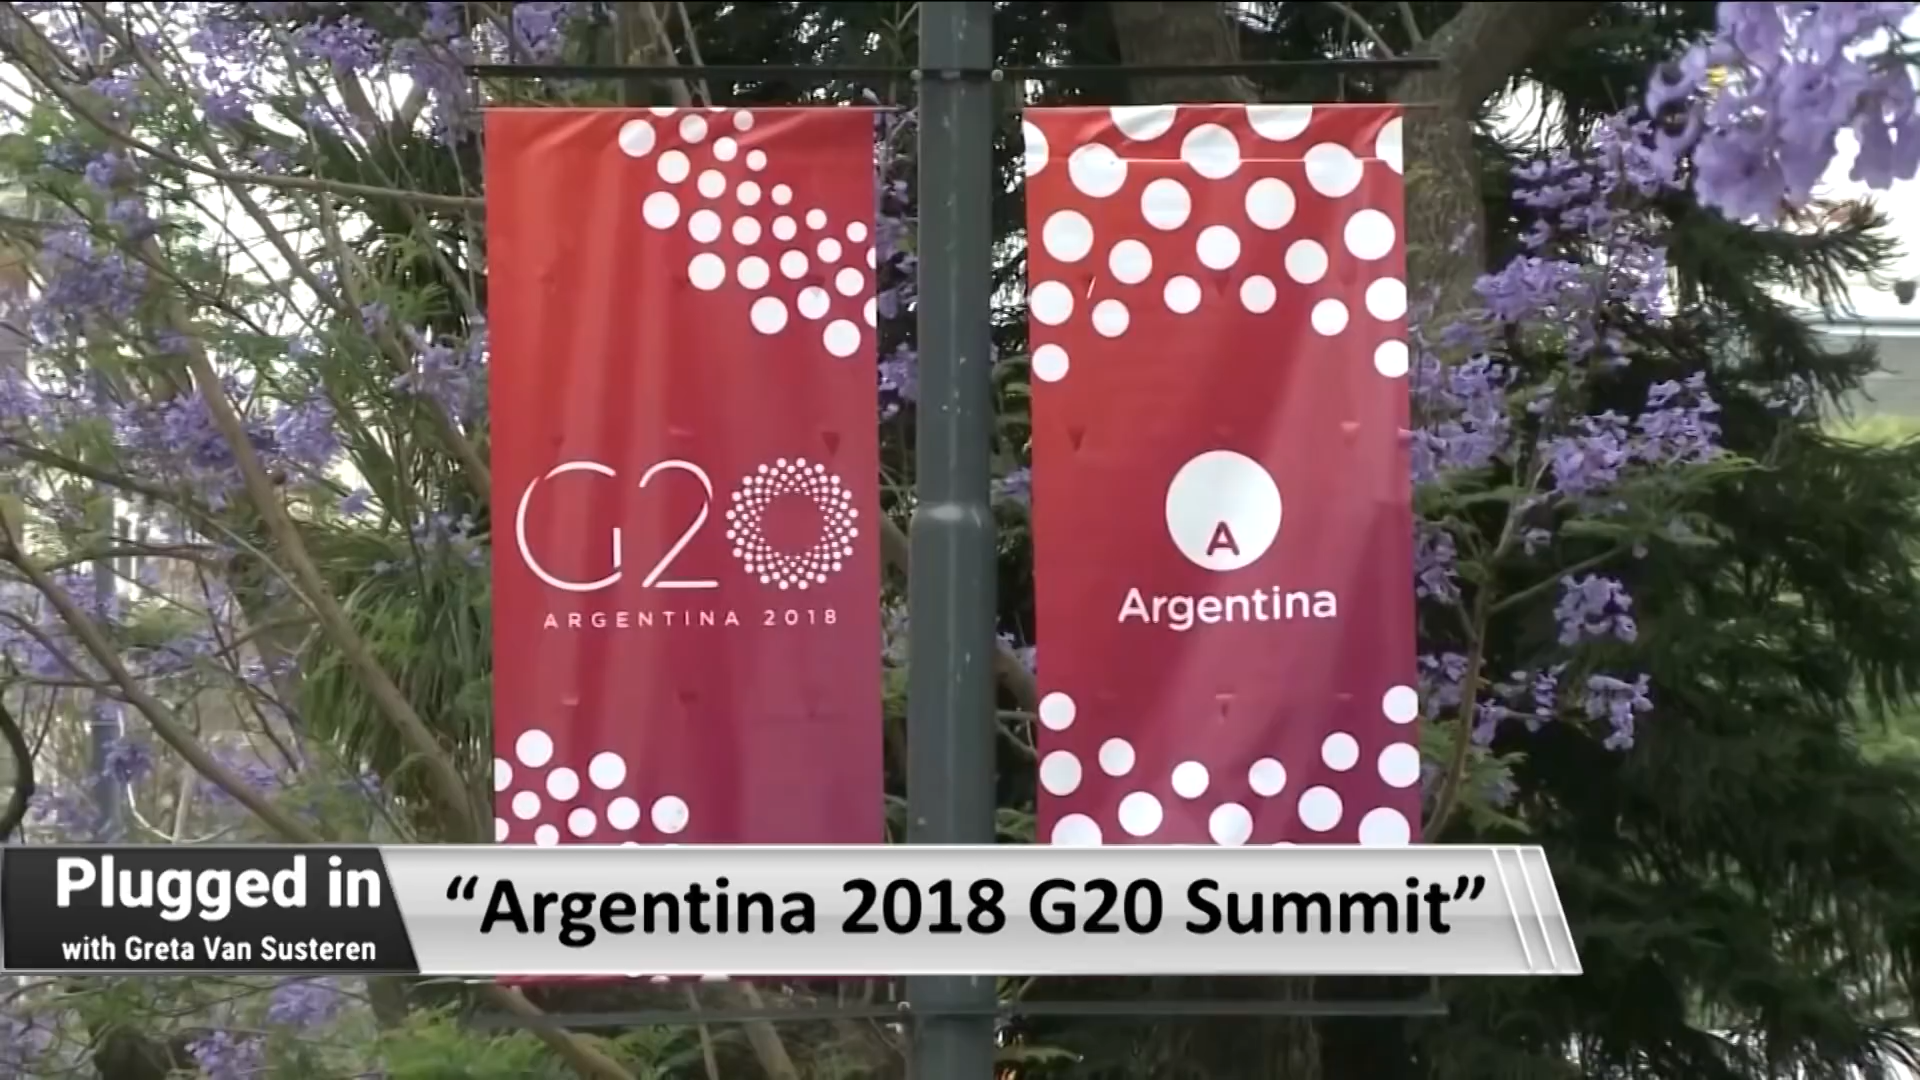 G20
ARGENTINA 2018
A
Argentina
Plugged in
with Greta Van Susteren
“Argentina 2018 G20 Summit”